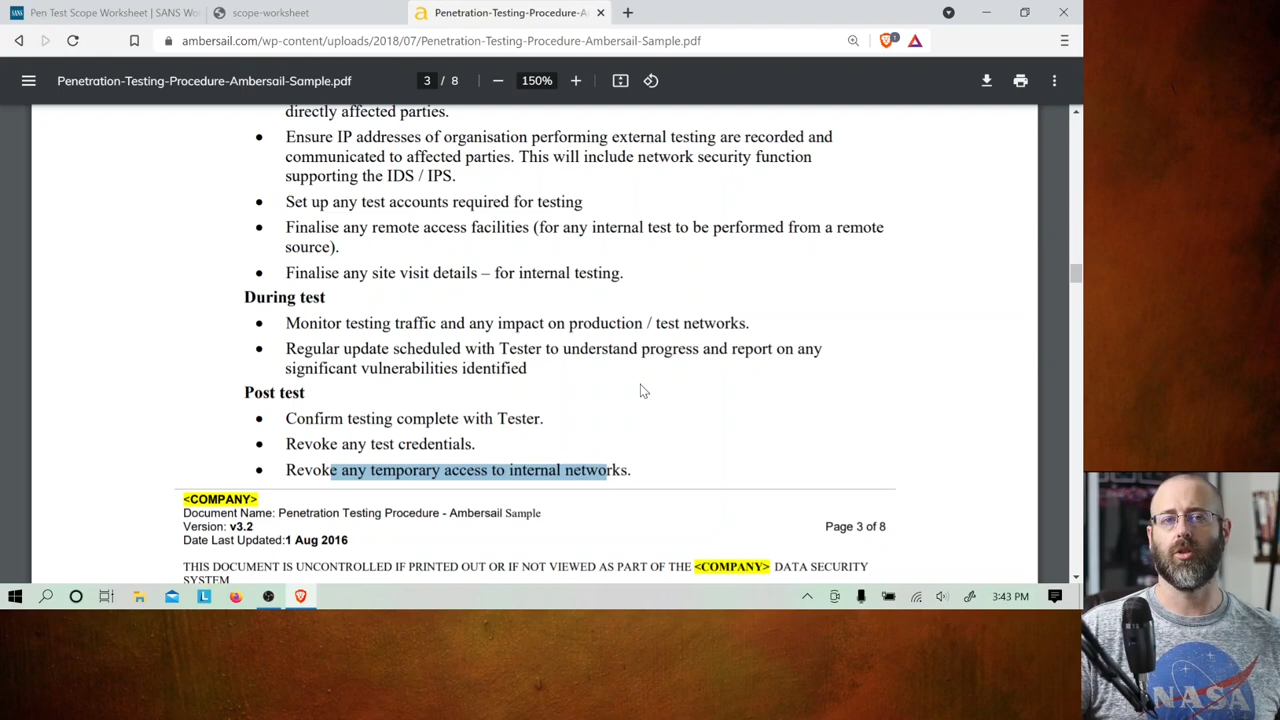 SANS
Pen Test Scope Worksheet | SANS Wo
scope-worksheet
a
Penetration-Testing-Procedure-A
ambersail.com/wp-content/uploads/2018/07/Penetration-Testing-Procedure-Ambersail-Sample.pdf
1
Penetration-Testing-Procedure-Ambersail-Sample.pdf
3 / 8
150%
directly affected parties.
• Ensure IP addresses of organisation performing external testing are recorded and
communicated to affected parties. This will include network security function
supporting the IDS / IPS.
• Set up any test accounts required for testing
• Finalise any remote access facilities (for any internal test to be performed from a remote
source).
• Finalise any site visit details – for internal testing.
During test
• Monitor testing traffic and any impact on production / test networks.
• Regular update scheduled with Tester to understand progress and report on any
significant vulnerabilities identified
Post test
• Confirm testing complete with Tester.
• Revoke any test credentials.
• Revoke any temporary access to internal networks.
<COMPANY>
Document Name: Penetration Testing Procedure - Ambersail Sample
Version: v3.2
Page 3 of 8
Date Last Updated:1 Aug 2016
THIS DOCUMENT IS UNCONTROLLED IF PRINTED OUT OR IF NOT VIEWED AS PART OF THE <COMPANY> DATA SECURITY
SYSTEM
L
3:43 PM
NASA